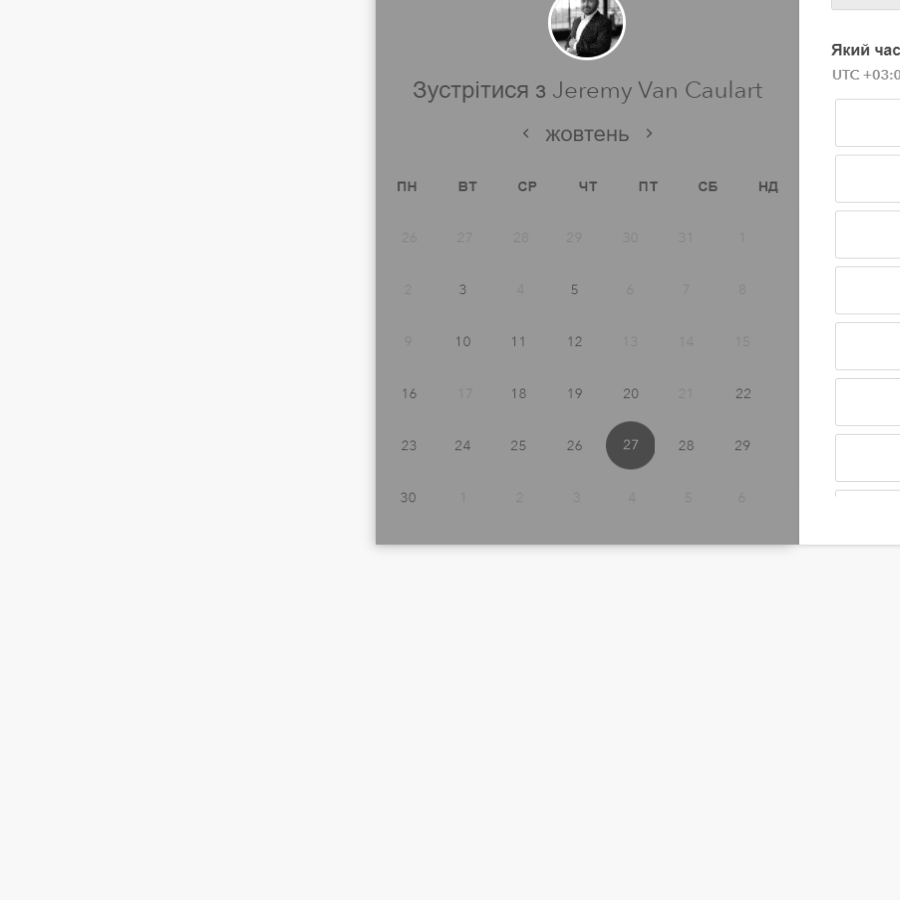 Який час
UTC +03:0
Зустрітися з Jeremy Van Caulart
жовтень
ПН ВТ СР ЧТ ПТ СБ НД
26 27 28 29 30 31 1
2 3 4 5 6 7 8
9 10 11 12 13 14 15
16 17 18 19 20 21 22
23 24 25 26 27 28 29
30 1 2 3 4 5 6